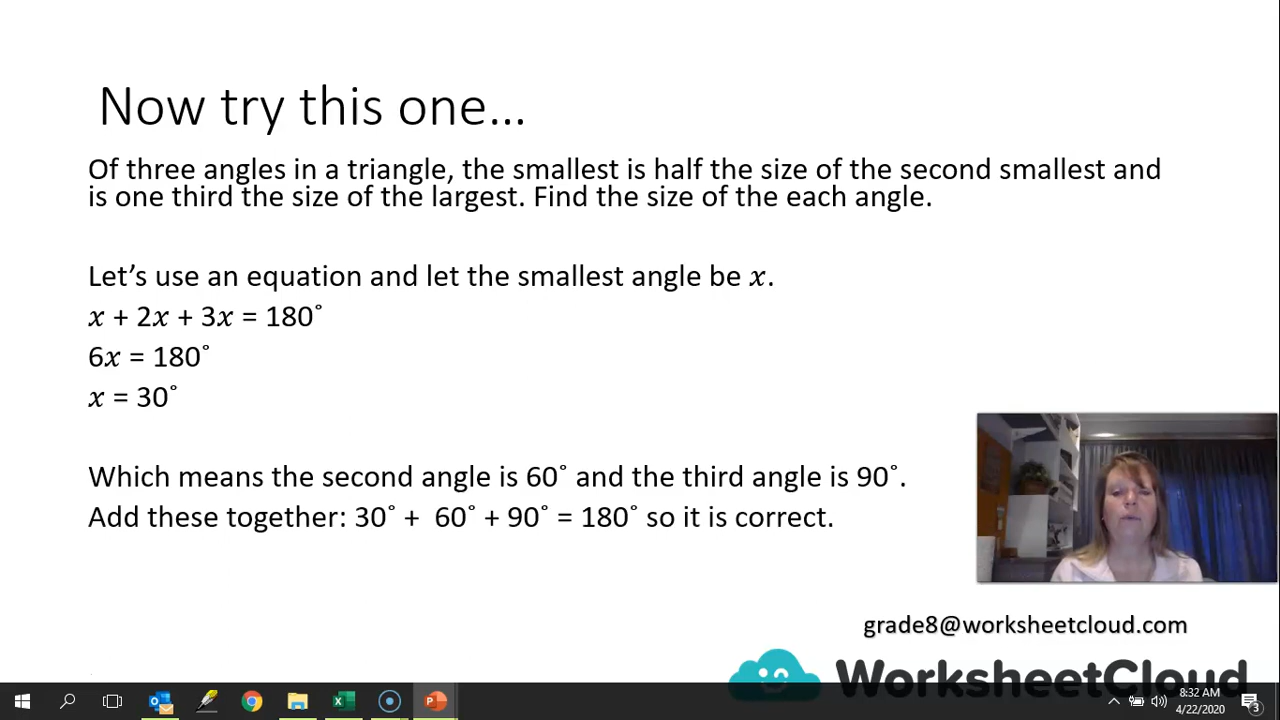 Now try this one...
Of three angles in a triangle, the smallest is half the size of the second smallest and
is one third the size of the largest. Find the size of the each angle.
Let's use an equation and let the smallest angle be x.
x + 2x + 3x = 180°
6x = 180°
x = 30°
Which means the second angle is 60° and the third angle is 90°.
Add these together: 30° + 60° + 90° = 180° so it is correct.
grade8@worksheetcloud.com
WorksheetCloud
8:32 AM
4/22/2020
3